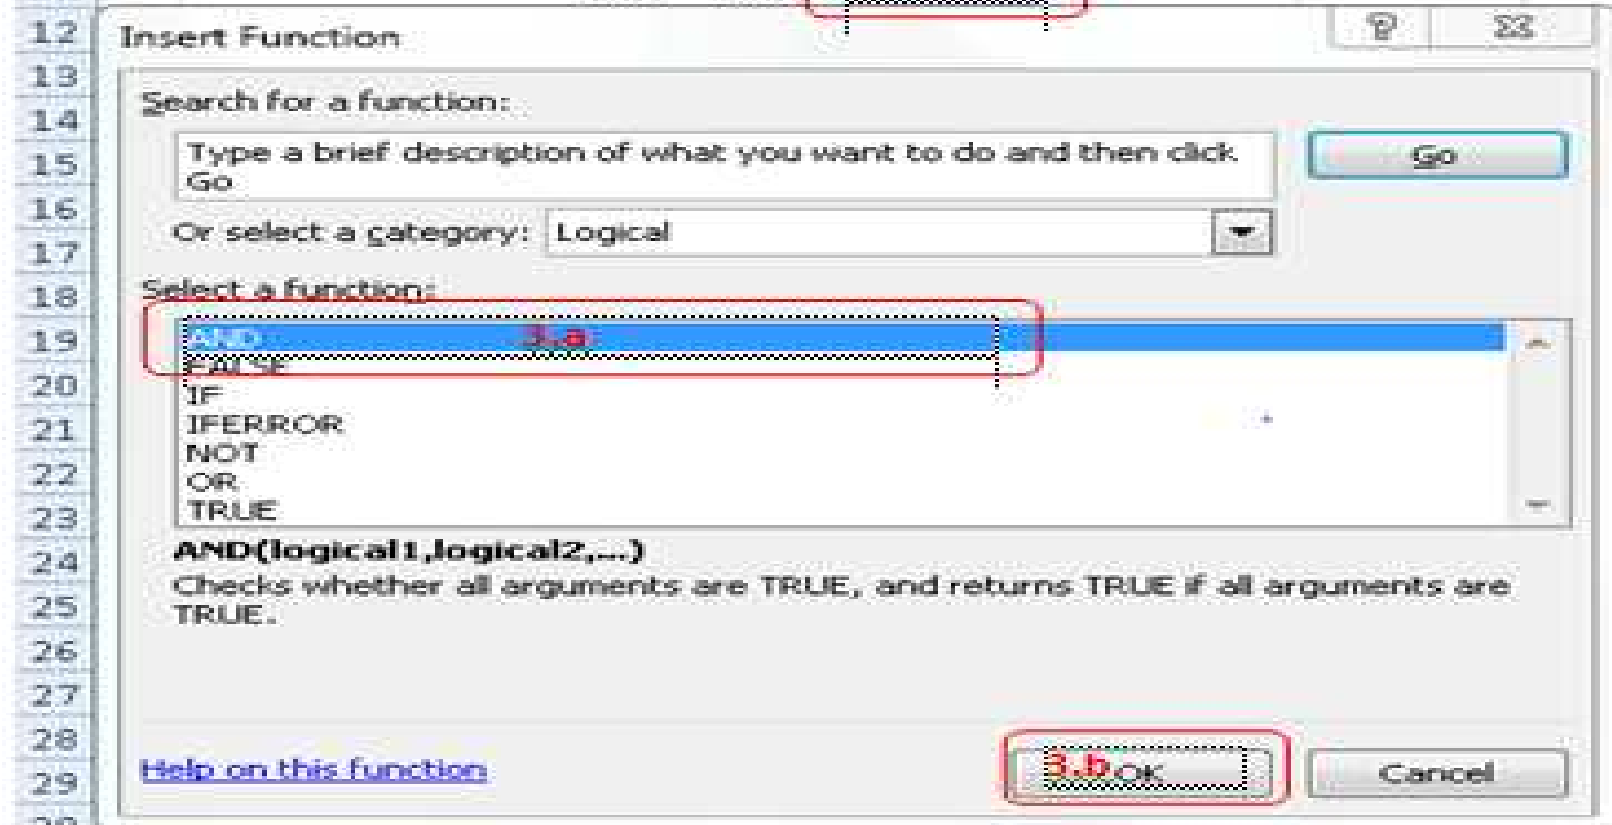 12
Insert Function
13
Search for a function:
14
15
Type a brief description of what you want to do and then click
Go
Go
16
Or select a category: Logical
17
18
Select a function:
19
AND 3.a
FALSE
20
IF
21
IFERROR
NOT
22
OR
23
TRUE
24
AND(logical1,logical2,...)
25
Checks whether all arguments are TRUE, and returns TRUE if all arguments are
TRUE.
26
27
28
29
Help on this function
3.b OK
Cancel